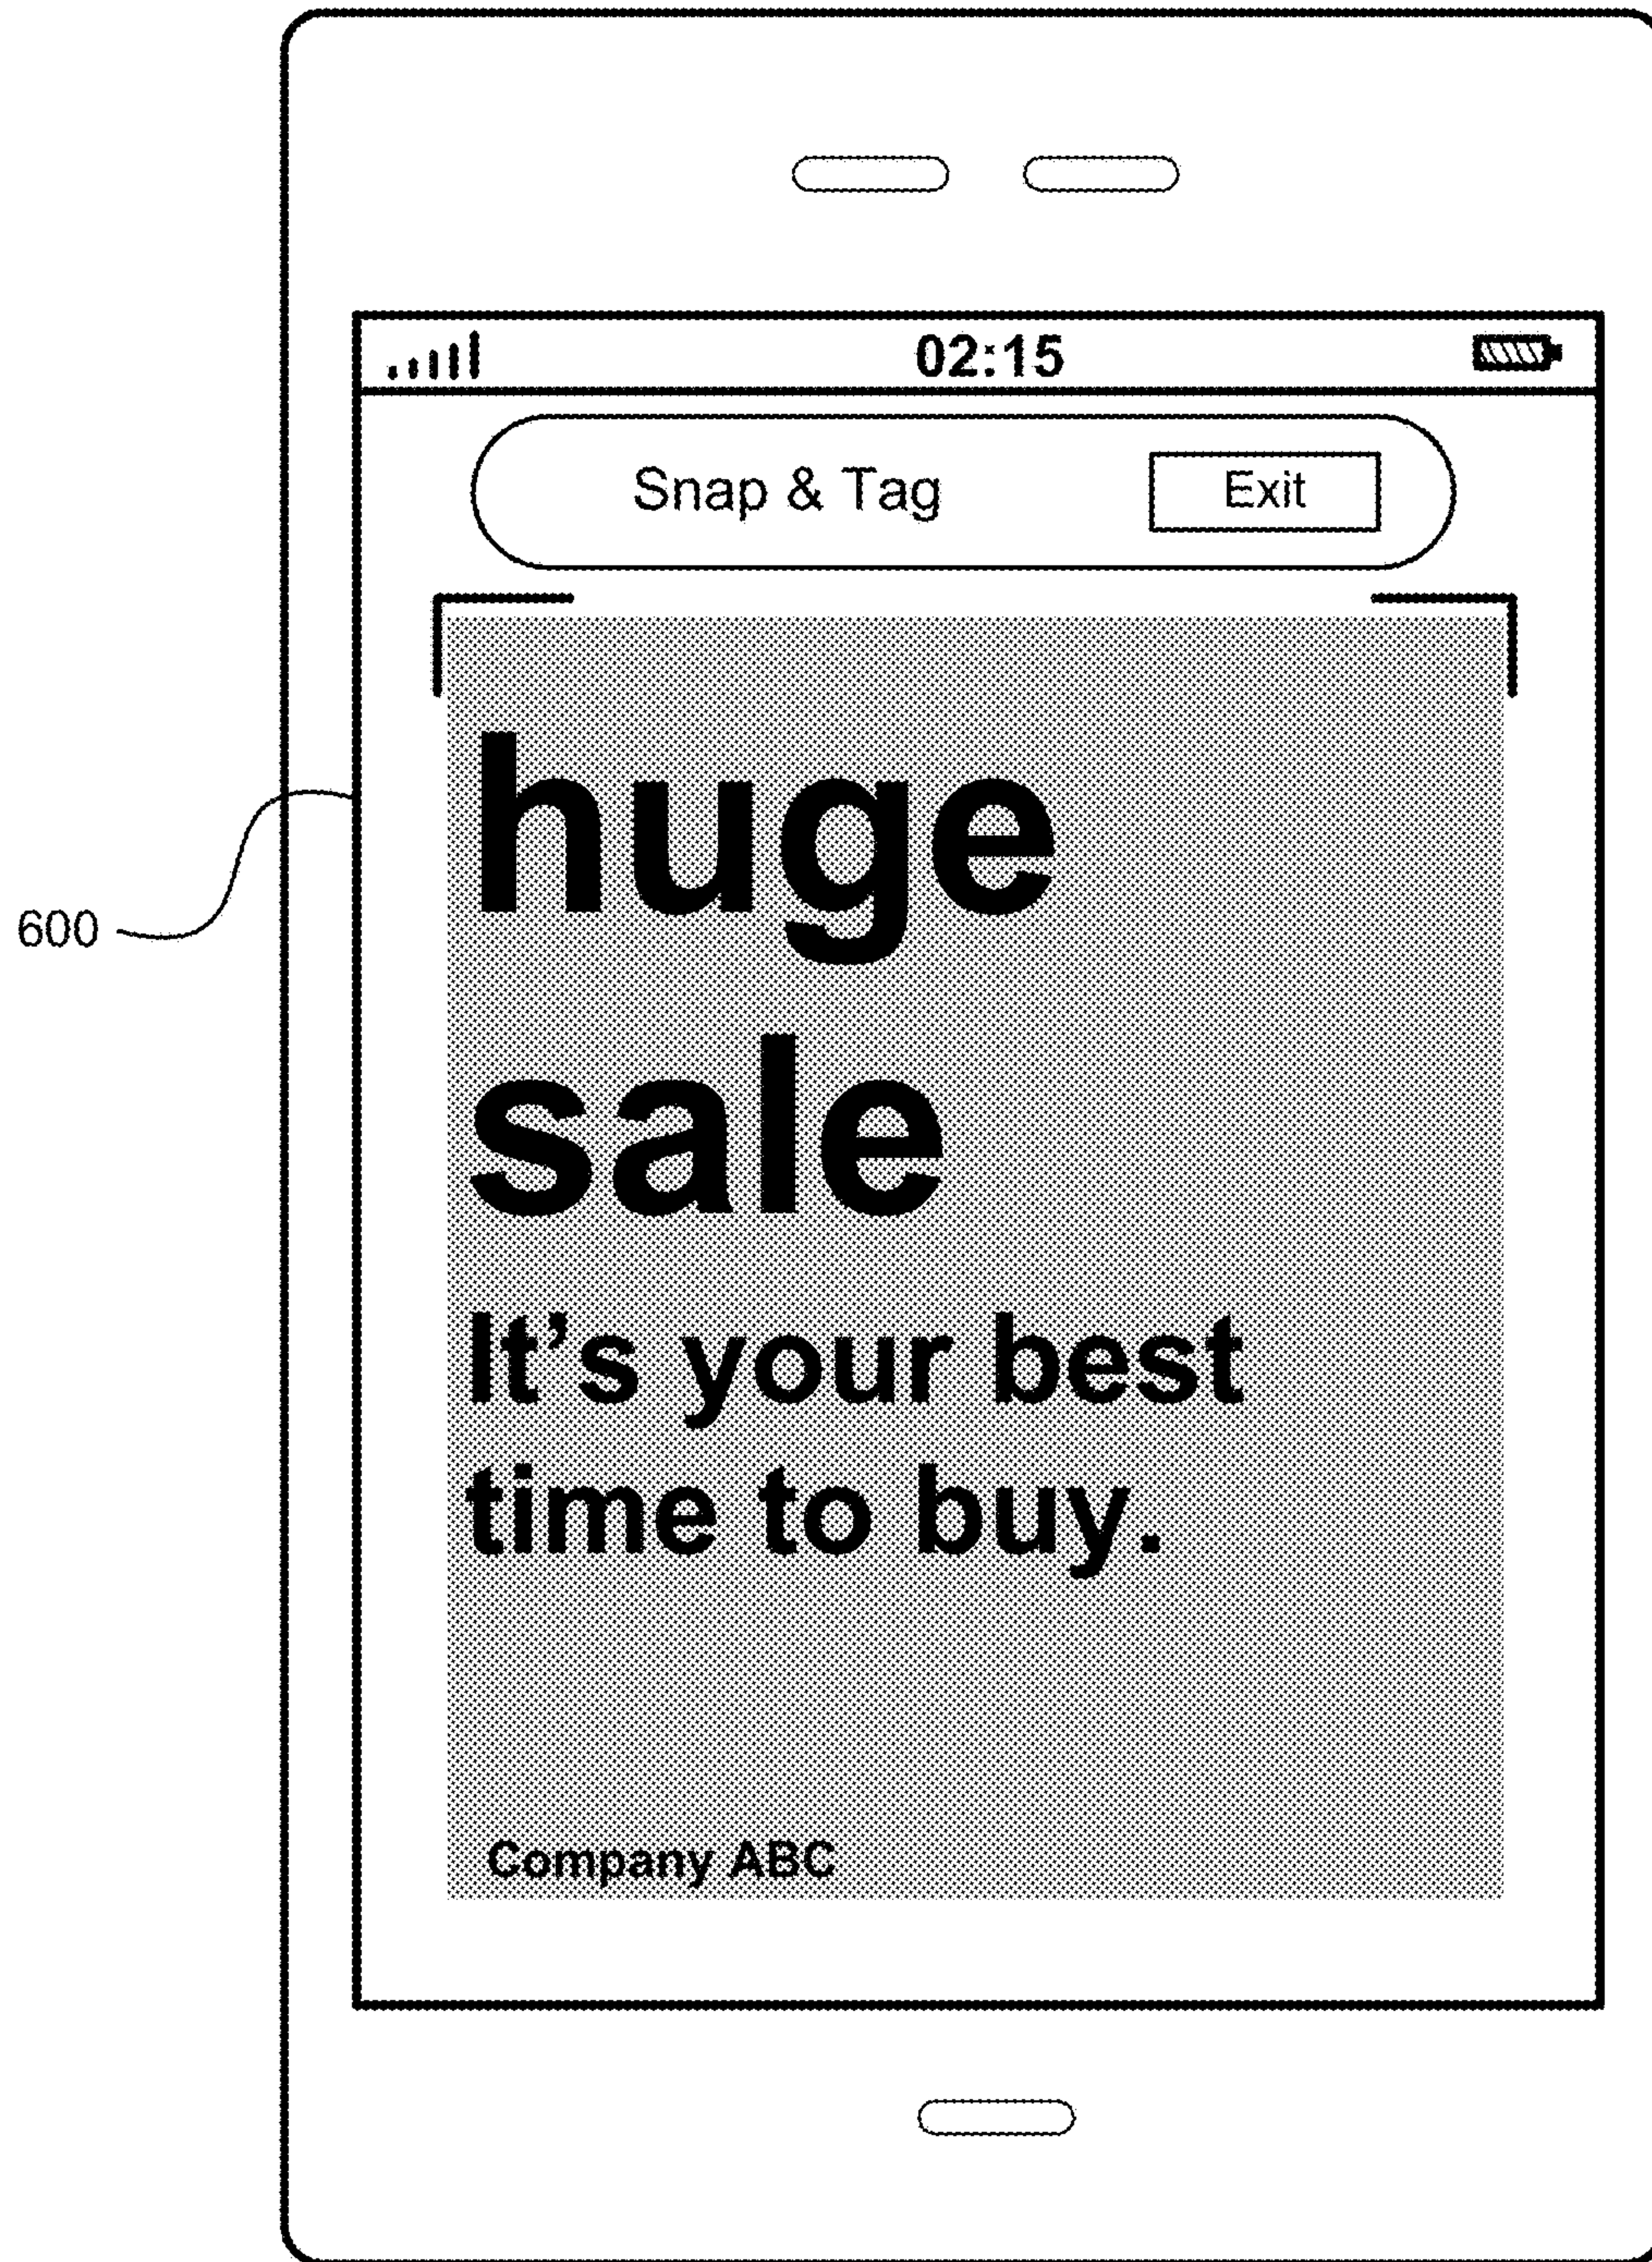 02:15
Snap & Tag Exit
huge
sale
It's your best
time to buy.
Company ABC
600